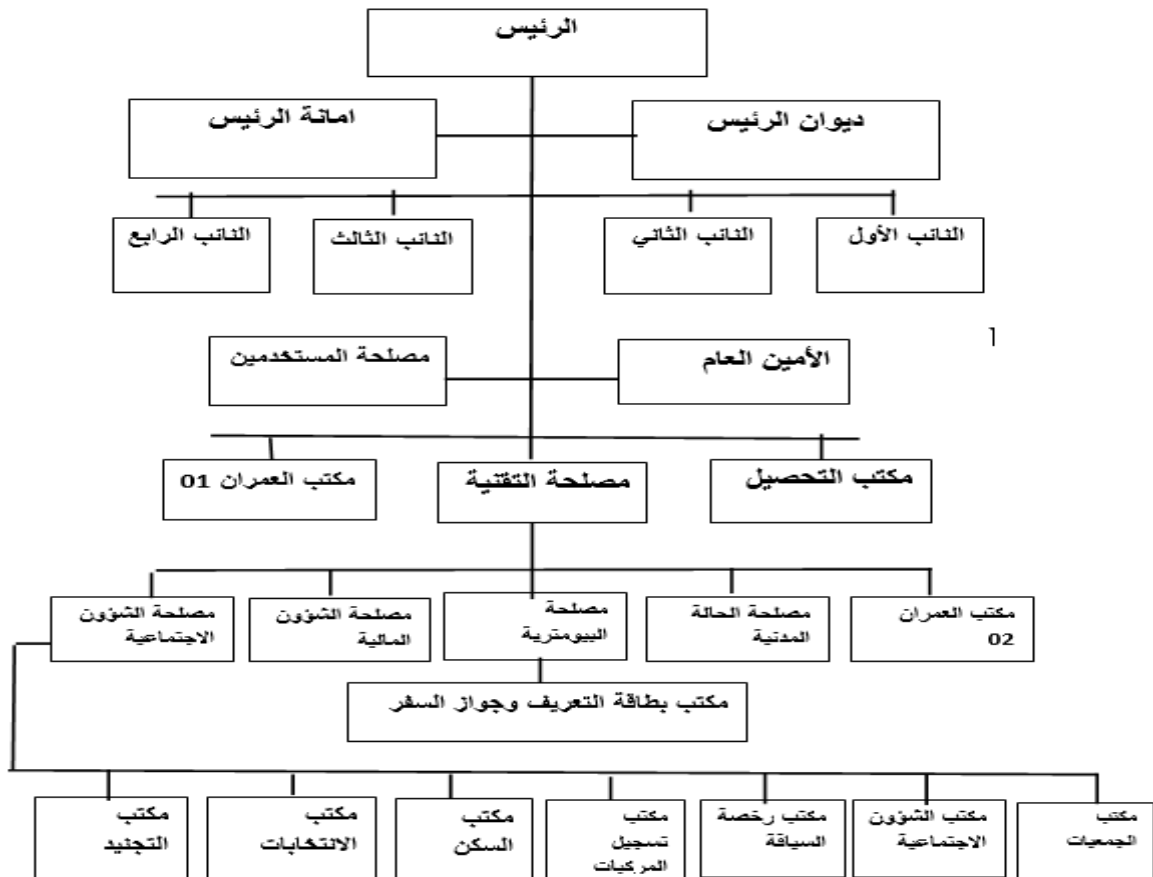 الرئيس
ديوان الرئيس
امانة الرئيس
النائب الأول
النائب الثاني
النائب الثالث
النائب الرابع
أ
الأمين العام
مصلحة المستخدمين
مكتب التحصيل
مصلحة التقنية
مكتب العمران 01
مكتب العمران
02
مصلحة الحالة
المدنية
مصلحة
البيومترية
مصلحة الشؤون
المالية
مصلحة الشؤون
الاجتماعية
مكتب بطاقة التعريف وجواز السفر
مكتب
الجمعيات
مكتب الشؤون
الاجتماعية
مكتب رخصة
السياقة
مكتب
تسجيل
المركبات
مكتب
السكن
مكتب
الانتخابات
مكتب
التجنيد